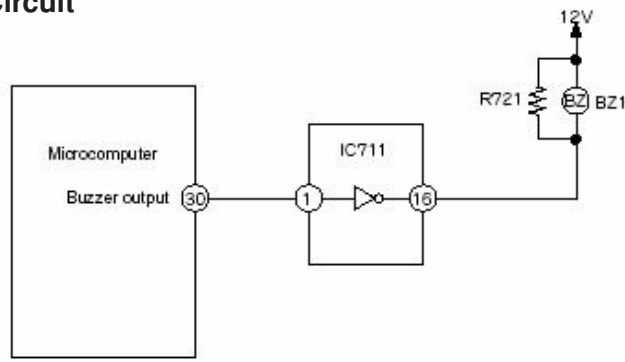 Circuit
12V
R721
BZ
BZ1
IC711
Microcomputer
Buzzer output
30
1
16